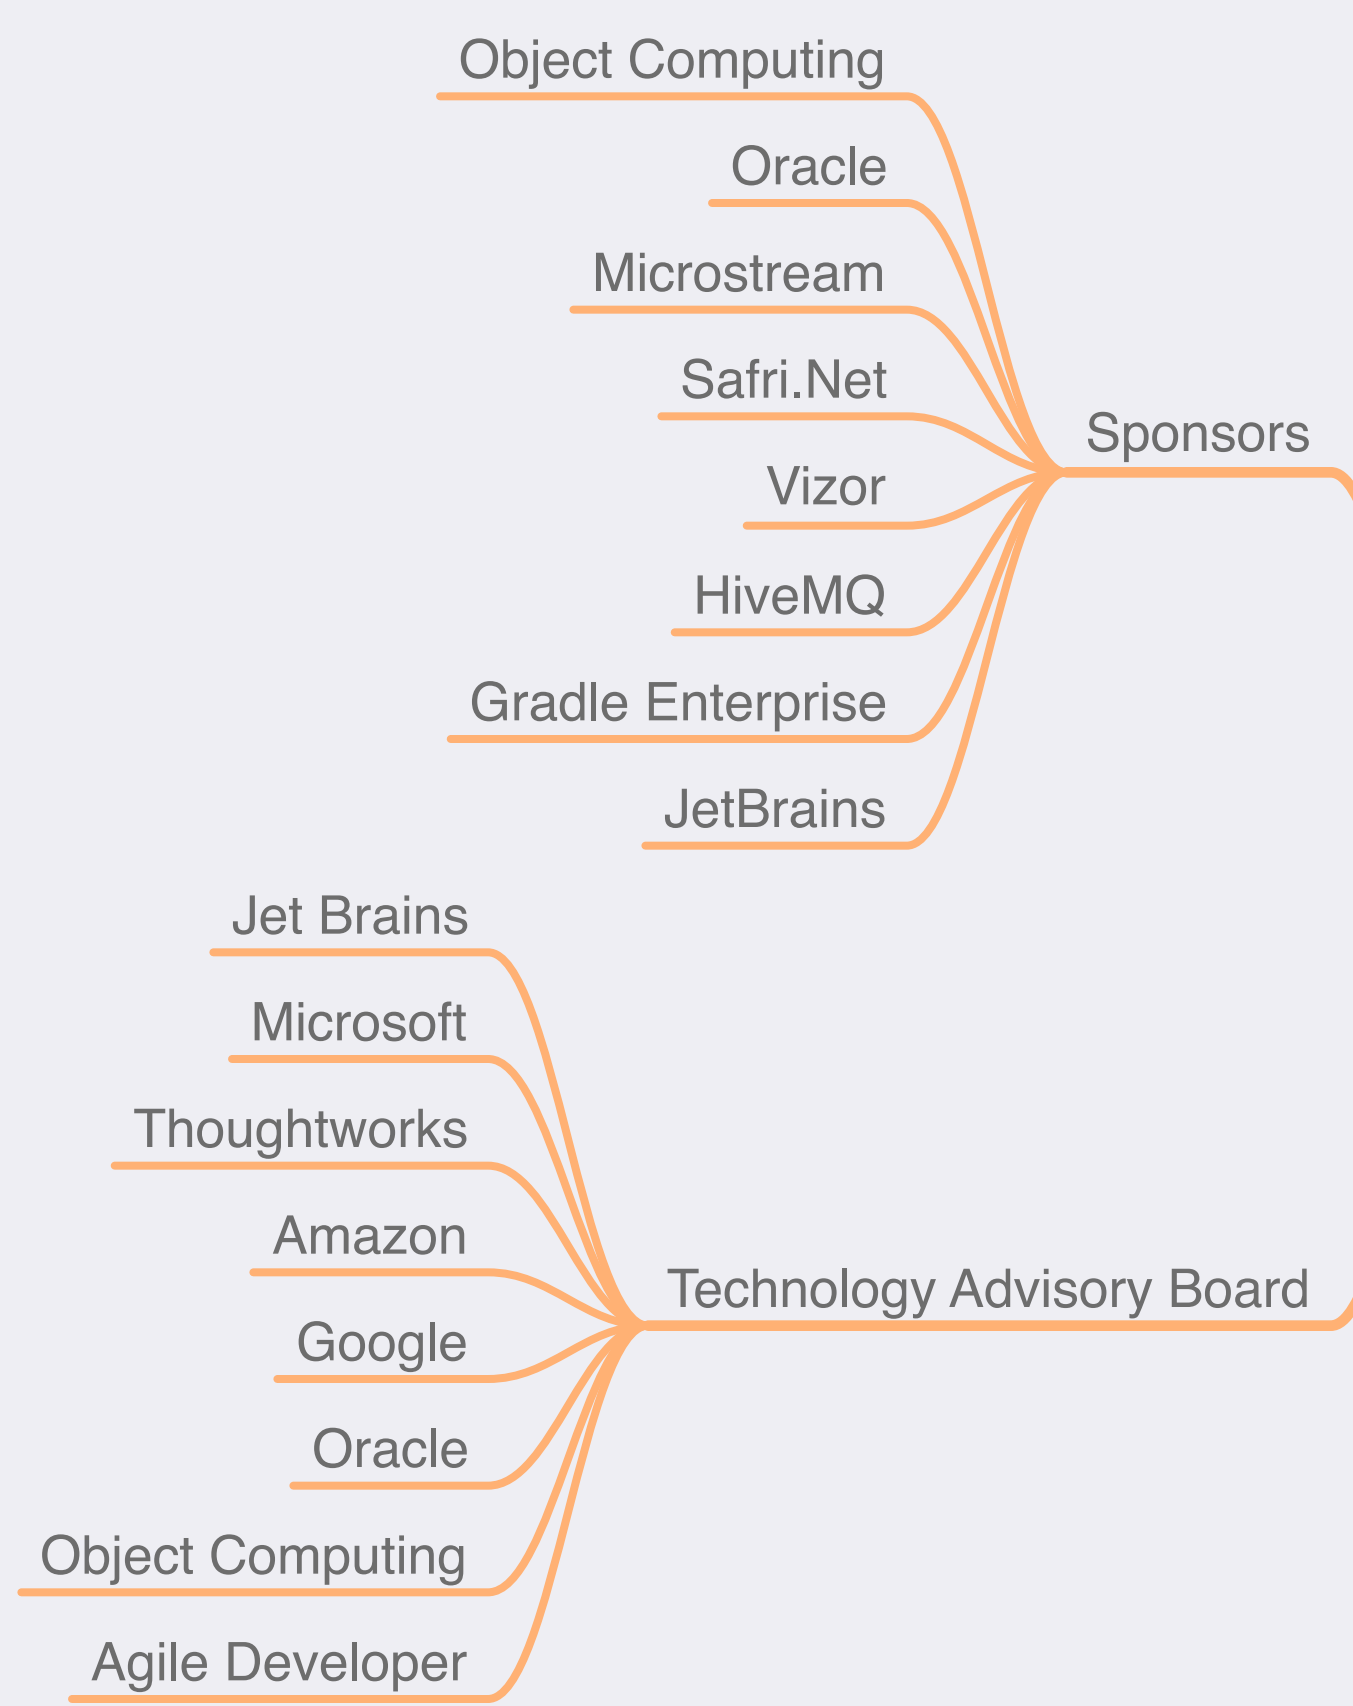 Object Computing
Oracle
Microstream
Safri.Net
Vizor
HiveMQ
Gradle Enterprise
JetBrains
Sponsors
Jet Brains
Microsoft
Thoughtworks
Amazon
Google
Oracle
Object Computing
Agile Developer
Technology Advisory Board